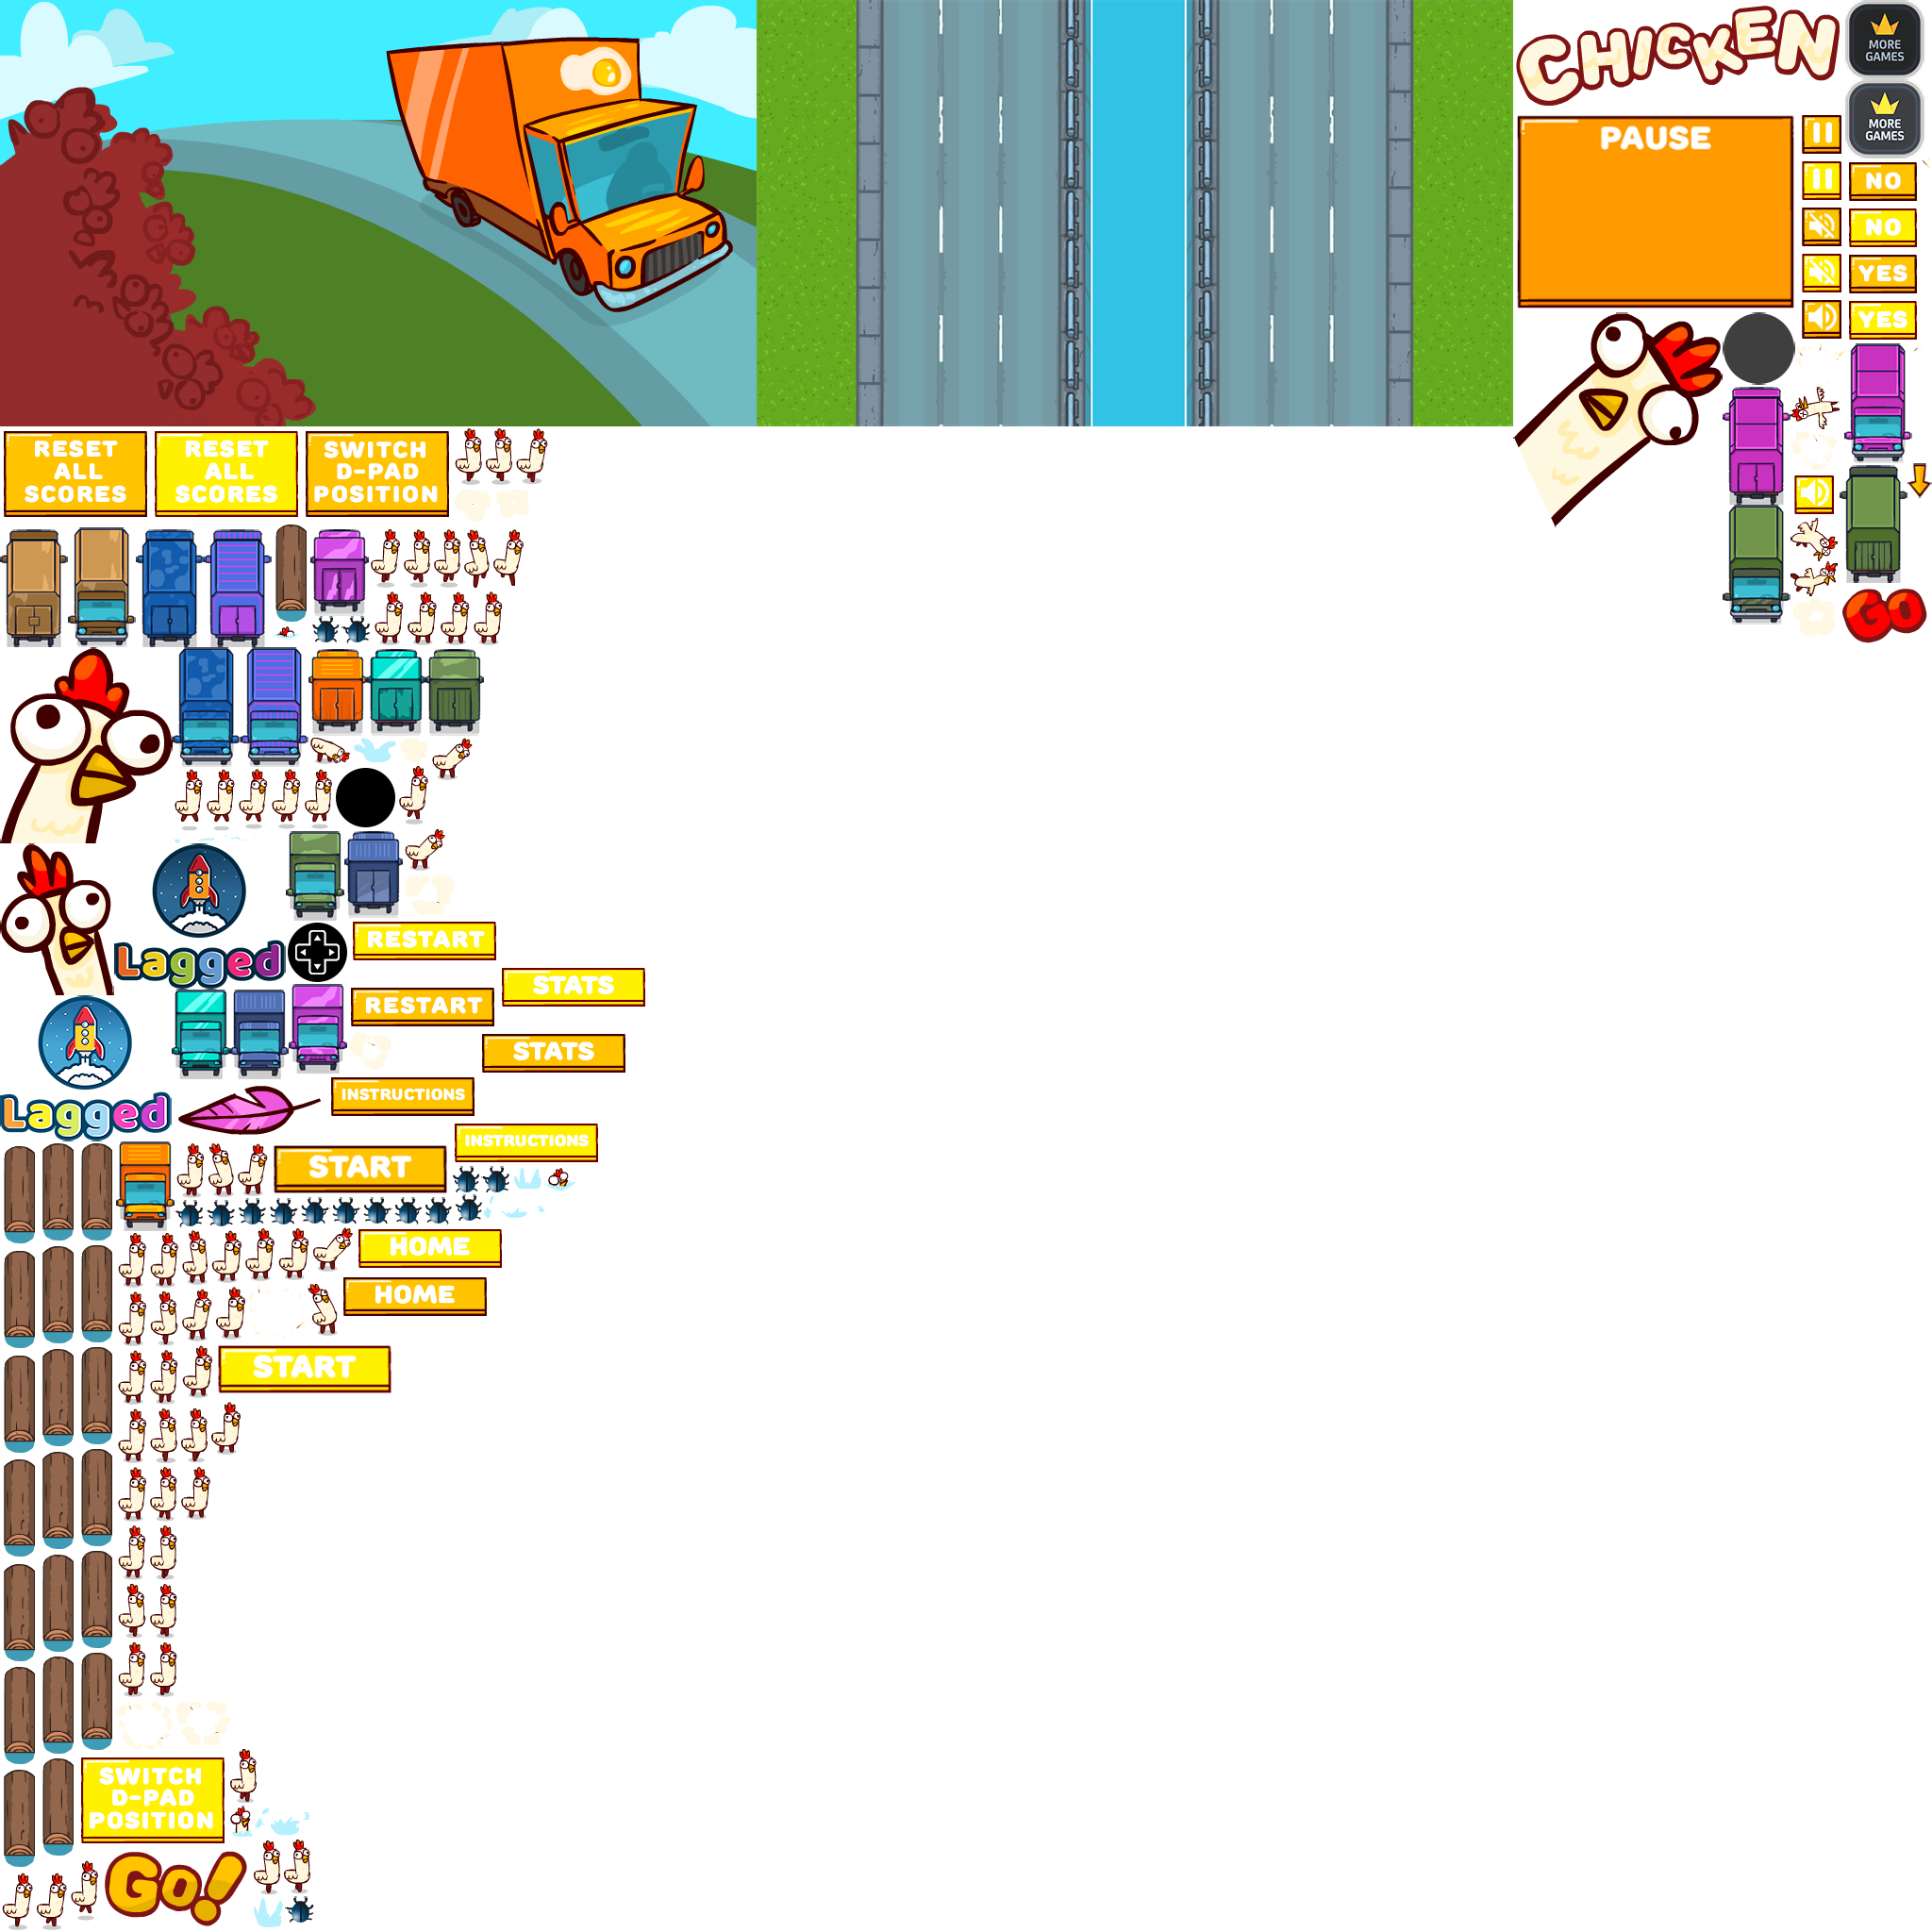 CHICKEN
MORE
GAMES
MORE
GAMES
PAUSE
NO
NO
YES
YES
GO
RESET
ALL
SCORES
RESET
ALL
SCORES
SWITCH
D-PAD
POSITION
Lagged
RESTART
STATS
RESTART
STATS
INSTRUCTIONS
Lagged
INSTRUCTIONS
START
HOME
HOME
START
SWITCH
D-PAD
POSITION
Go!